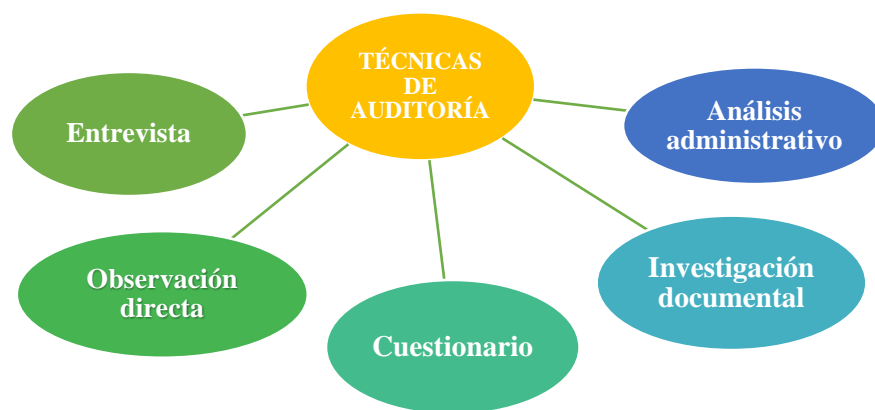 TÉCNICAS
DE
AUDITORÍA
Entrevista
Análisis
administrativo
Observación
directa
Investigación
documental
Cuestionario